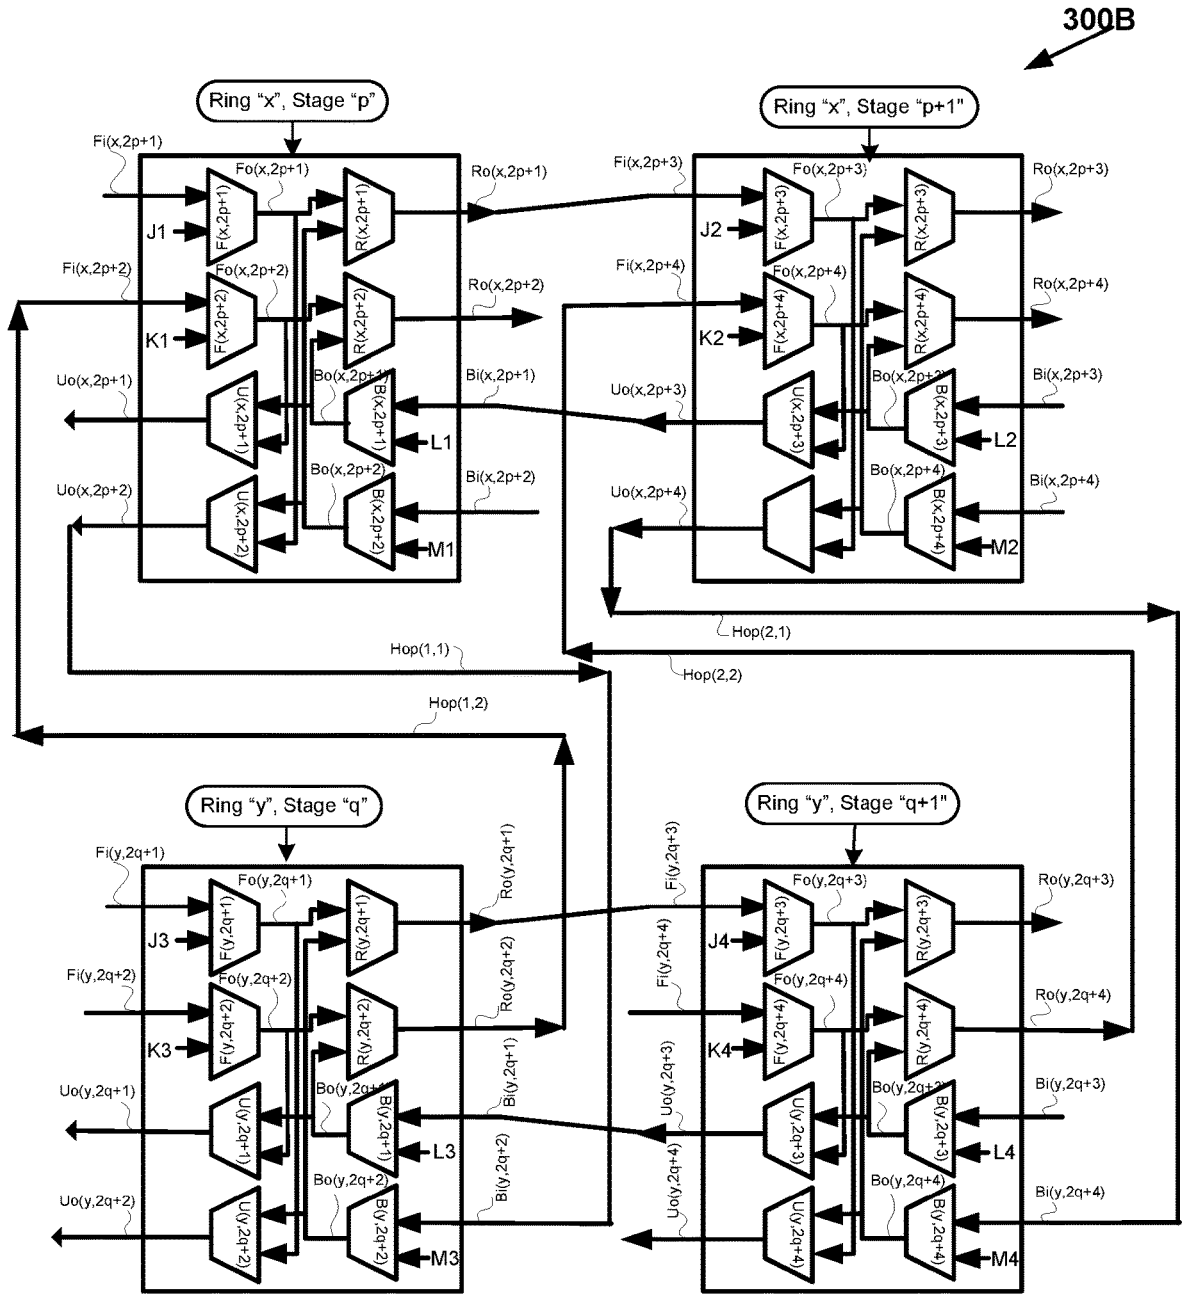 300B
Ring “x”, Stage “p”
Ring “x”, Stage “p+1"
Fi(x,2p+1)
Fo(x,2p+1)
Ro(x,2p+1)
F(x,2p+1)
R(x,2p+1)
J1
Fi(x,2p+2)
Fo(x,2p+2)
Ro(x,2p+2)
F(x,2p+2)
R(x,2p+2)
K1
Uo(x,2p+1)
Bo(x,2p+1)
Bi(x,2p+1)
U(x,2p+1)
B(x,2p+1)
L1
Uo(x,2p+2)
Bo(x,2p+2)
Bi(x,2p+2)
U(x,2p+2)
B(x,2p+2)
M1
Fi(x,2p+3)
Fo(x,2p+3)
Ro(x,2p+3)
F(x,2p+3)
R(x,2p+3)
J2
Fi(x,2p+4)
Fo(x,2p+4)
Ro(x,2p+4)
F(x,2p+4)
R(x,2p+4)
K2
Uo(x,2p+3)
Bi(x,2p+3)
U(x,2p+3)
B(x,2p+3)
L2
Uo(x,2p+4)
Bo(x,2p+4)
Bi(x,2p+4)
B(x,2p+4)
M2
Hop(2,1)
Hop(1,1)
Hop(2,2)
Hop(1,2)
Ring “y”, Stage “q”
Ring “y”, Stage “q+1"
Fi(y,2q+1)
Fo(y,2q+1)
Ro(y,2q+1)
F(y,2q+1)
R(y,2q+1)
J3
Fi(y,2q+2)
Fo(y,2q+2)
Ro(y,2q+2)
F(y,2q+2)
R(y,2q+2)
K3
Uo(y,2q+1)
Bi(y,2q+1)
U(y,2q+1)
B(y,2q+1)
L3
Uo(y,2q+2)
Bo(y,2q+2)
Bi(y,2q+2)
U(y,2q+2)
B(y,2q+2)
M3
Fi(y,2q+3)
Fo(y,2q+3)
Ro(y,2q+3)
F(y,2q+3)
R(y,2q+3)
J4
Fi(y,2q+4)
Fo(y,2q+4)
Ro(y,2q+4)
F(y,2q+4)
R(y,2q+4)
K4
Uo(y,2q+3)
Bi(y,2q+3)
U(y,2q+3)
B(y,2q+3)
L4
Uo(y,2q+4)
Bo(y,2q+4)
Bi(y,2q+4)
U(y,2q+4)
B(y,2q+4)
M4